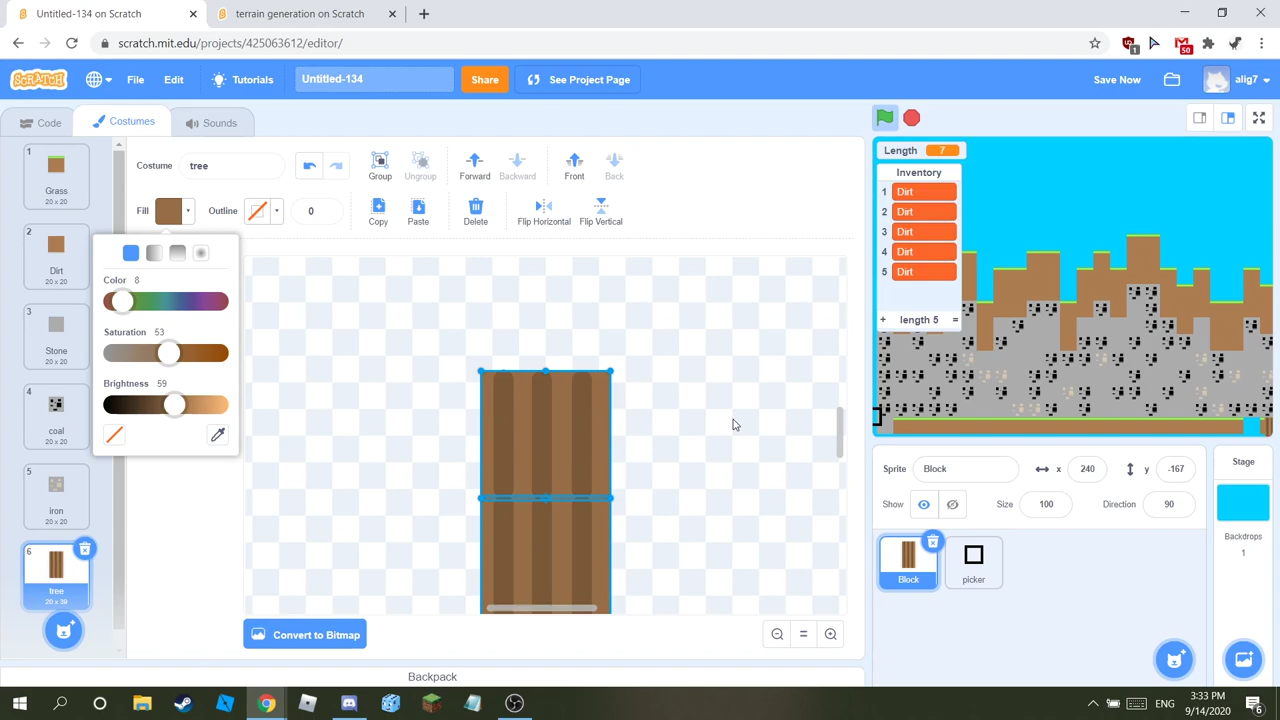 Untitled-134 on Scratch
terrain generation on Scratch
scratch.mit.edu/projects/425063612/editor/
1
50
SCRATCH
File
Edit
Tutorials
Untitled-134
Share
See Project Page
Save Now
alig7
Code
Costumes
Sounds
Costume
tree
Group
Ungroup
Forward
Backward
Front
Back
Fill
Outline
0
Copy
Paste
Delete
Flip Horizontal
Flip Vertical
1
Grass
20 x 20
2
Dirt
20 x 20
3
Stone
20 x 20
4
coal
20 x 20
5
iron
20 x 20
6
tree
20 x 39
Color 8
Saturation 53
Brightness 59
Convert to Bitmap
Backpack
Length 7
Inventory
1 Dirt
2 Dirt
3 Dirt
4 Dirt
5 Dirt
+ length 5 =
Sprite
Block
x
240
y
-167
Show
Size
100
Direction
90
Block
picker
Stage
Backdrops
1
ENG
3:33 PM
9/14/2020
6